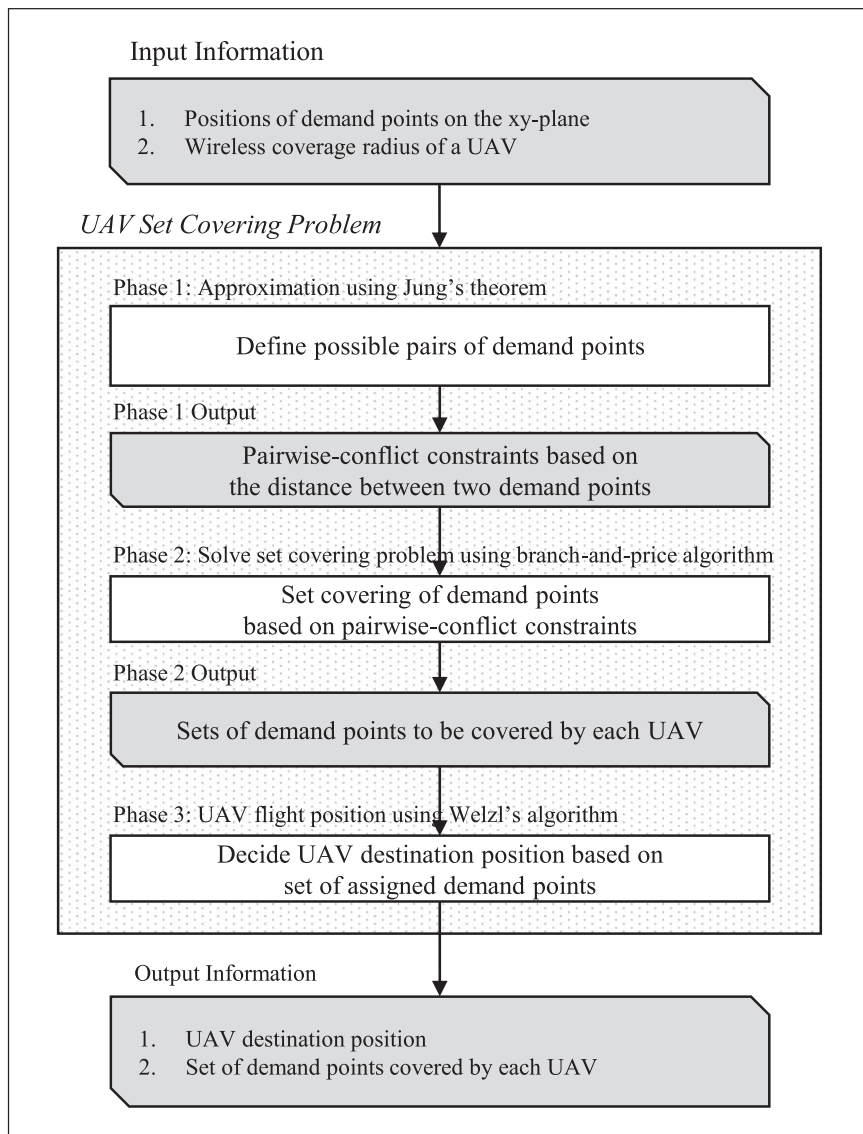 Input Information
1. Positions of demand points on the xy-plane
2. Wireless coverage radius of a UAV
UAV Set Covering Problem
Phase 1: Approximation using Jung's theorem
Define possible pairs of demand points
Phase 1 Output
Pairwise-conflict constraints based on
the distance between two demand points
Phase 2: Solve set covering problem using branch-and-price algorithm
Set covering of demand points
based on pairwise-conflict constraints
Phase 2 Output
Sets of demand points to be covered by each UAV
Phase 3: UAV flight position using Welzl's algorithm
Decide UAV destination position based on
set of assigned demand points
Output Information
1. UAV destination position
2. Set of demand points covered by each UAV